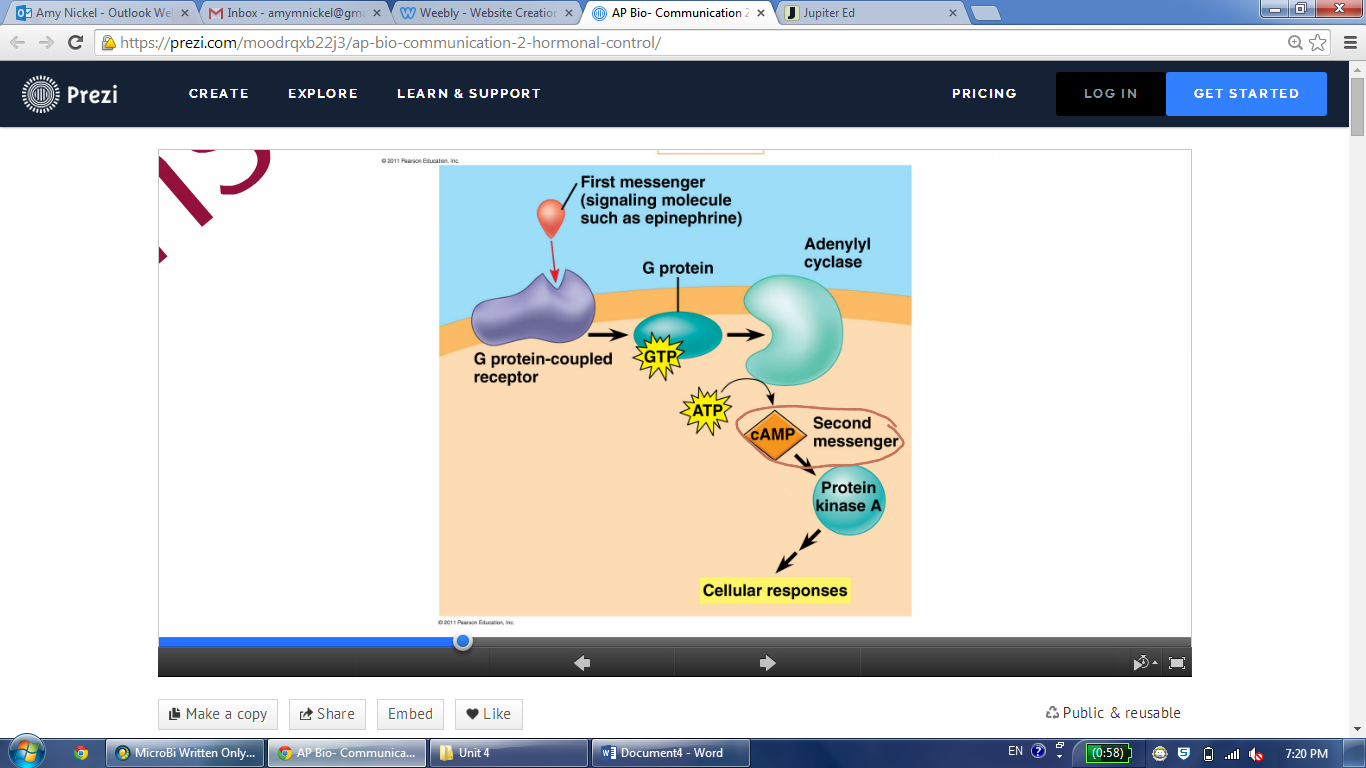 Amy Nickel - Outlook We
Inbox - amymnickel@gma
Weebly - Website Creation
AP Bio- Communication 2
Jupiter Ed
https://prezi.com/moodrqxb22j3/ap-bio-communication-2-hormonal-control/
Prezi
CREATE
EXPLORE
LEARN & SUPPORT
PRICING
LOG IN
GET STARTED
© 2011 Pearson Education, Inc.
First messenger
(signaling molecule
such as epinephrine)
Adenylyl
cyclase
G protein
GTP
G protein-coupled
receptor
ATP
cAMP
Second
messenger
Protein
kinase A
Cellular responses
© 2011 Pearson Education, Inc.
Make a copy
Share
Embed
Like
Public & reusable
MicroBi Written Only...
AP Bio- Communica...
Unit 4
Document4 - Word
EN
(0:58)
7:20 PM